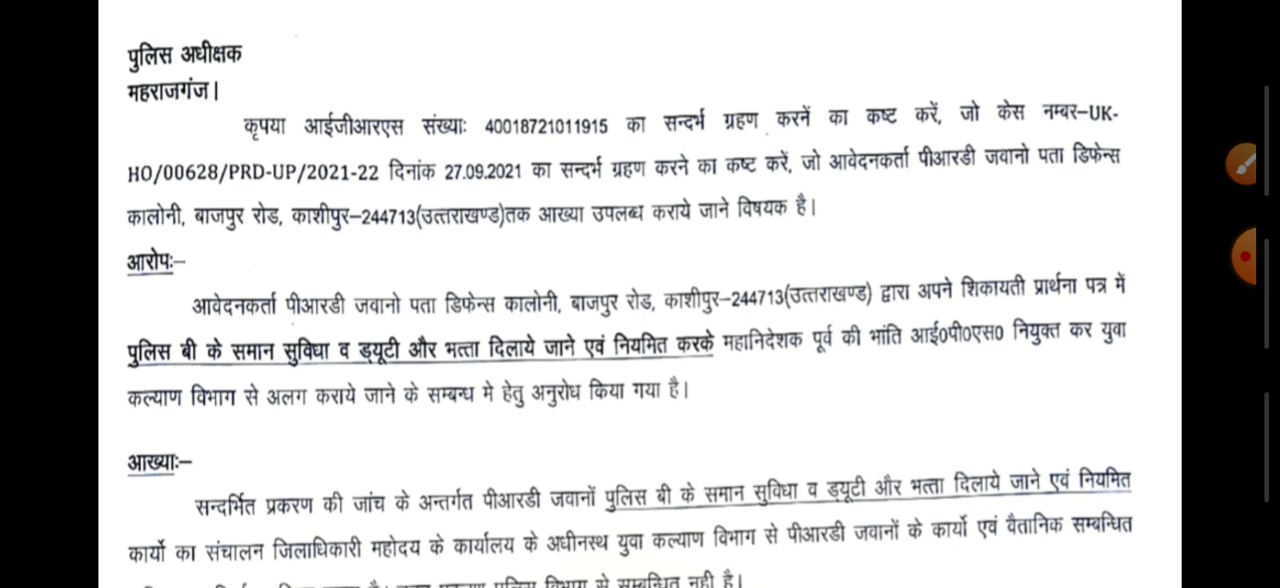 पुलिस अधीक्षक
महराजगंज।
कृपया आईजीआरएस संख्याः 40018721011915 का सन्दर्भ ग्रहण करनें का कष्ट करें, जो केस नम्बर–UK-
HO/00628/PRD-UP/2021-22 दिनांक 27.09.2021 का सन्दर्भ ग्रहण करने का कष्ट करें, जो आवेदनकर्ता पीआरडी जवानो पता डिफेन्स
कालोनी, बाजपुर रोड, काशीपुर–244713(उत्तराखण्ड)तक आख्या उपलब्ध कराये जाने विषयक है।
आरोपः–
आवेदनकर्ता पीआरडी जवानो पता डिफेन्स कालोनी, बाजपुर रोड, काशीपुर–244713(उत्तराखण्ड) द्वारा अपने शिकायती प्रार्थना पत्र में
पुलिस बी के समान सुविधा व ड्यूटी और भत्ता दिलाये जाने एवं नियमित करके महानिदेशक पूर्व की भांति आई०पी०एस० नियुक्त कर युवा
कल्याण विभाग से अलग कराये जाने के सम्बन्ध मे हेतु अनुरोध किया गया है।
आख्याः–
सन्दर्भित प्रकरण की जांच के अन्तर्गत पीआरडी जवानों पुलिस बी के समान सुविधा व ड्यूटी और भत्ता दिलाये जाने एवं नियमित
कार्यो का संचालन जिलाधिकारी महोदय के कार्यालय के अधीनस्थ युवा कल्याण विभाग से पीआरडी जवानों के कार्यो एवं वैतानिक सम्बन्धित
विभाग से सम्बन्धित नही है।